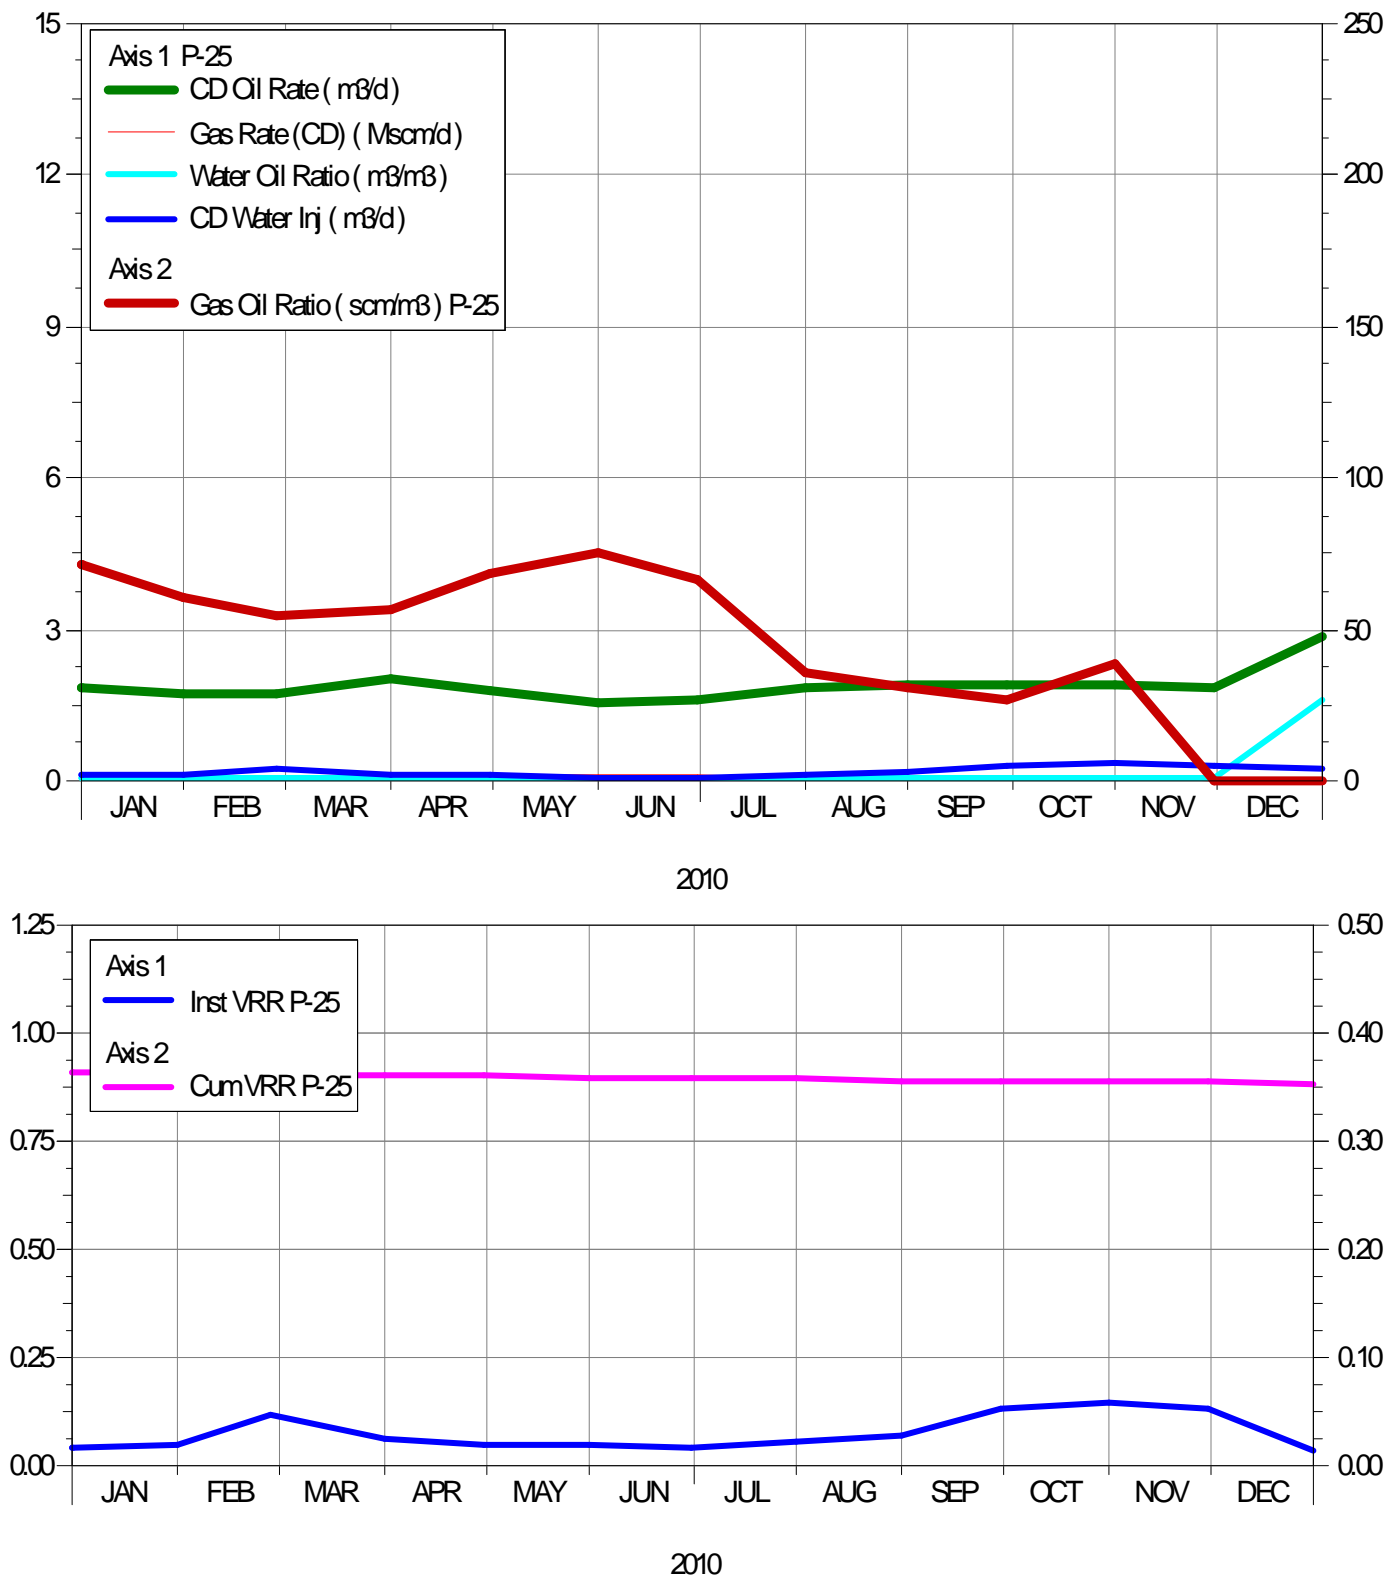 15 250
Axis 1 P-25
CD Oil Rate ( m3/d )
Gas Rate (CD) ( Mscm/d )
12 200
Water Oil Ratio ( m3/m3 )
CD Water Inj ( m3/d )
Axis 2
Gas Oil Ratio ( scm/m3 ) P-25
9 150
6 100
3 50
0 0
JAN FEB MAR APR MAY JUN JUL AUG SEP OCT NOV DEC
2010
1.25 0.50
Axis 1
Inst VRR P-25
1.00 0.40
Axis 2
Cum VRR P-25
0.75 0.30
0.50 0.20
0.25 0.10
0.00 0.00
JAN FEB MAR APR MAY JUN JUL AUG SEP OCT NOV DEC
2010